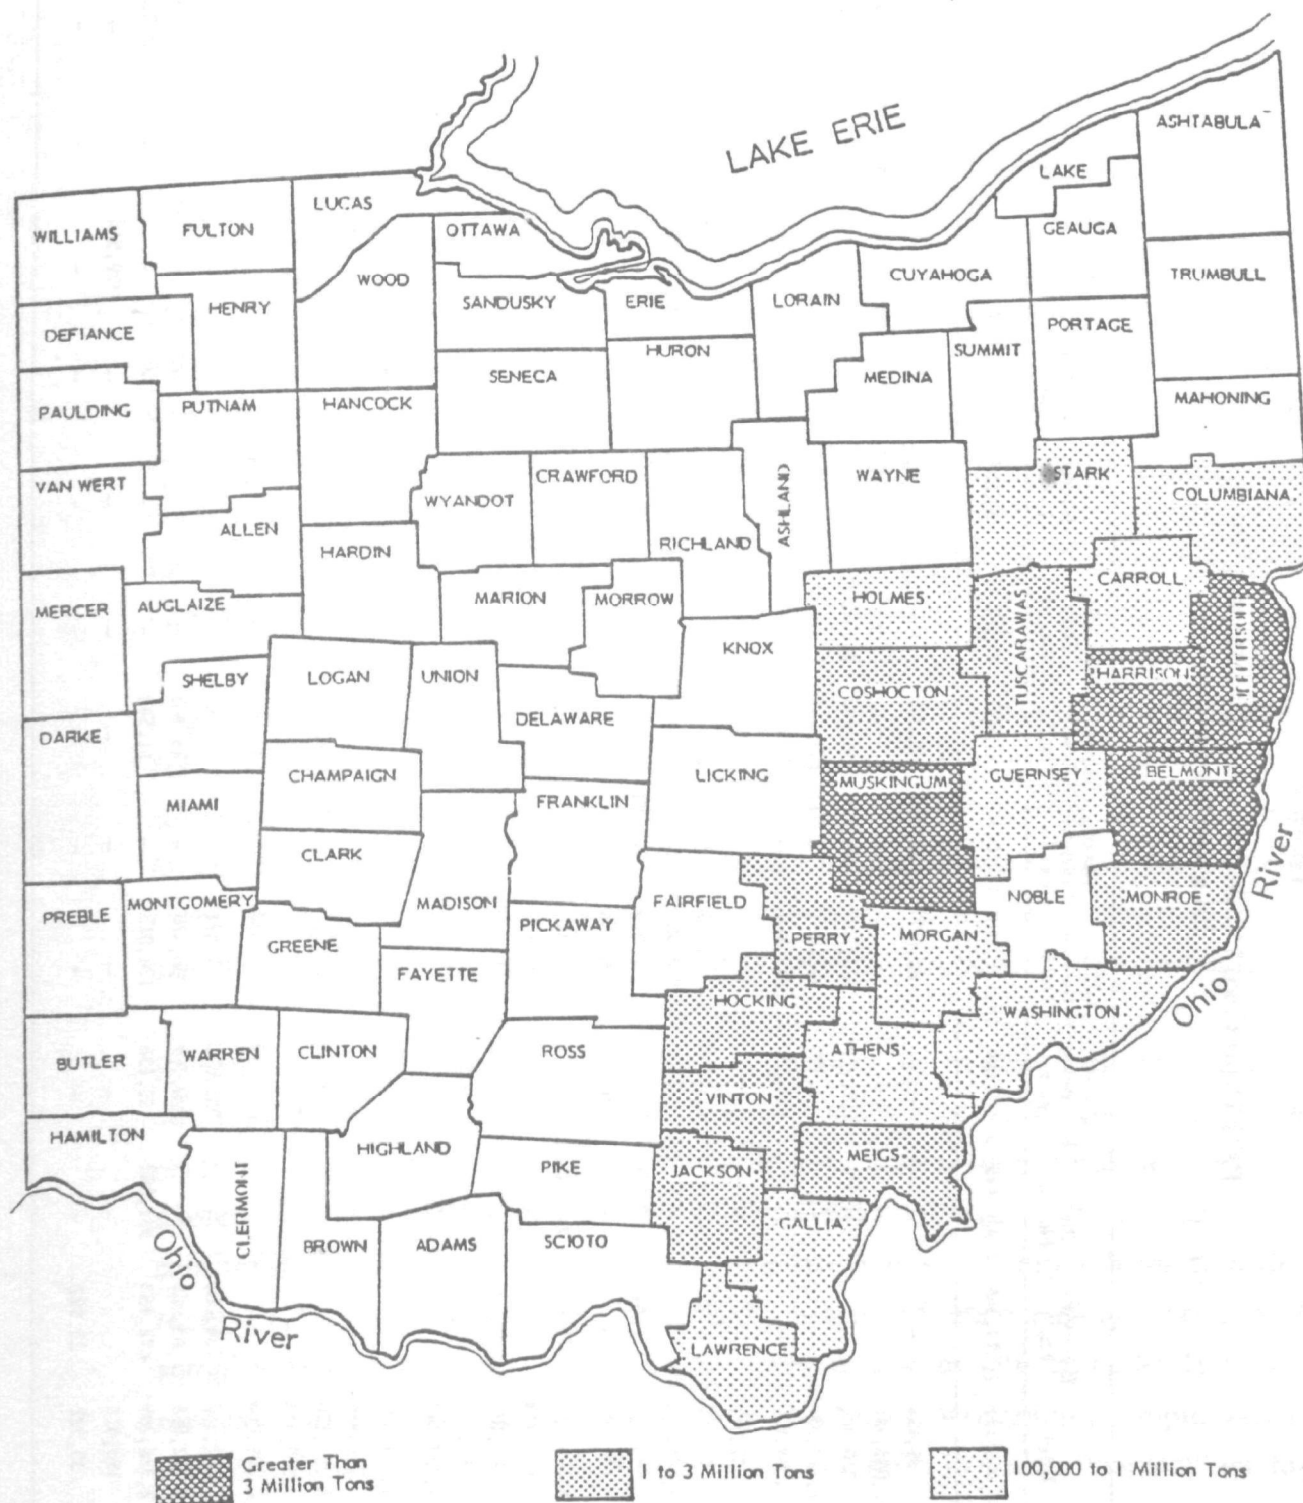 LAKE ERIE
ASHTABULA
LAKE
GEAUGA
LUCAS
WILLIAMS
FULTON
OTTAWA
CUYAHOGA
TRUMBULL
WOOD
HENRY
SANDUSKY
ERIE
LORAIN
DEFIANCE
PORTAGE
HURON
SUMMIT
SENECA
MEDINA
PAULDING
PUTNAM
HANCOCK
MAHONING
VAN WERT
WYANDOT
CRAWFORD
ASHLAND
WAYNE
STARK
COLUMBIANA
ALLEN
HARDIN
RICHLAND
CARROLL
MERCER
AUGLAIZE
MARION
MORROW
HOLMES
TUSCARAWAS
JEFFERSON
SHELBY
LOGAN
UNION
KNOX
COSHOCTON
HARRISON
DARKE
DELAWARE
CHAMPAIGN
LICKING
MUSKINGUM
GUERNSEY
BELMONT
MIAMI
FRANKLIN
CLARK
PREBLE
MONTGOMERY
MADISON
PICKAWAY
FAIRFIELD
NOBLE
MONROE
River
GREENE
FAYETTE
PERRY
MORGAN
HOCKING
WASHINGTON
Ohio
BUTLER
WARREN
CLINTON
ROSS
ATHENS
VINTON
HAMILTON
HIGHLAND
PIKE
JACKSON
MEIGS
CLERMONT
BROWN
ADAMS
SCIOTO
GALLIA
Ohio
River
LAWRENCE
Greater Than
3 Million Tons
1 to 3 Million Tons
100,000 to 1 Million Tons